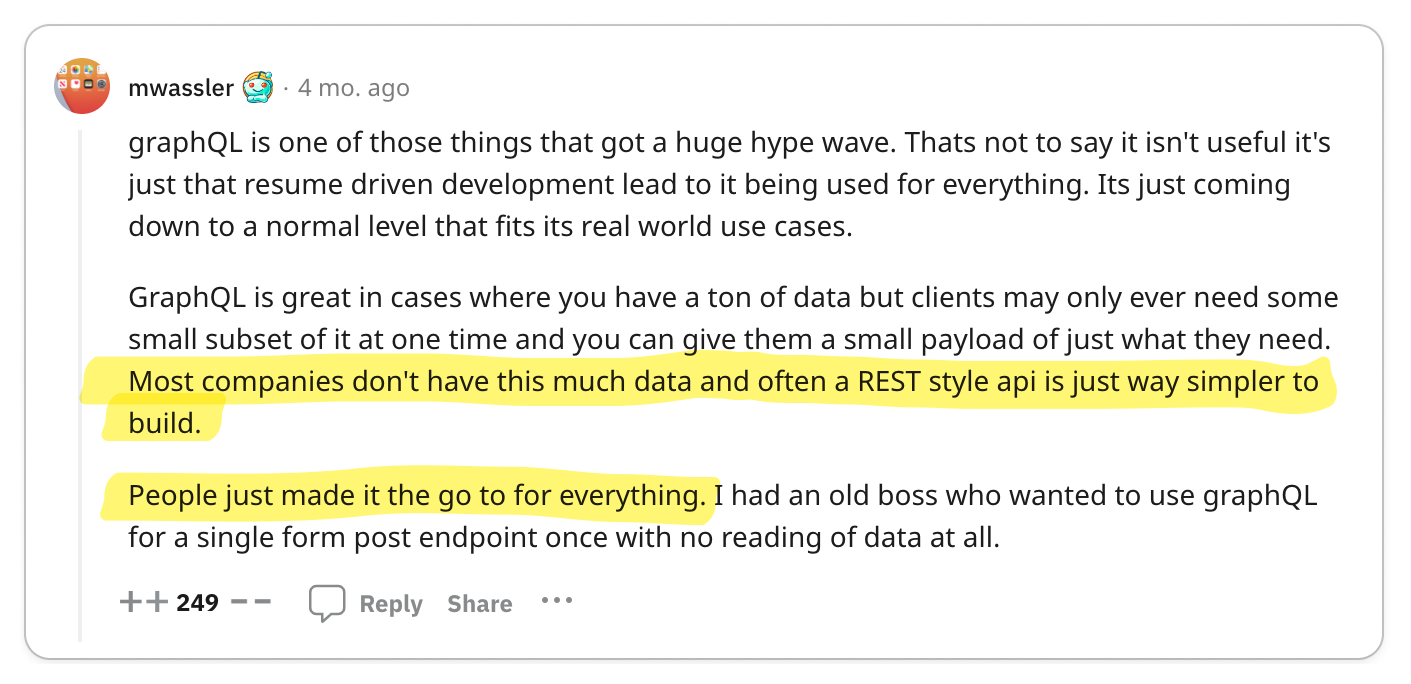 mwassler · 4 mo. ago
graphQL is one of those things that got a huge hype wave. Thats not to say it isn't useful it's
just that resume driven development lead to it being used for everything. Its just coming
down to a normal level that fits its real world use cases.
GraphQL is great in cases where you have a ton of data but clients may only ever need some
small subset of it at one time and you can give them a small payload of just what they need.
Most companies don't have this much data and often a REST style api is just way simpler to
build.
People just made it the go to for everything. I had an old boss who wanted to use graphQL
for a single form post endpoint once with no reading of data at all.
++ 249 −− Reply Share ···